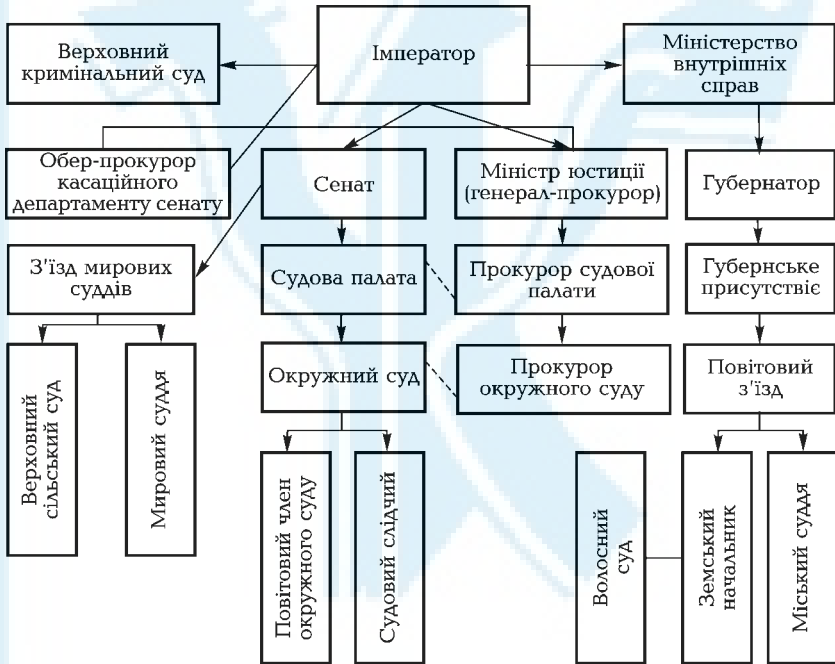 Верховний
кримінальний суд
Імператор
Міністерство
внутрішніх
справ
Обер-прокурор
касаційного
департаменту сенату
Сенат
Міністр юстиції
(генерал-прокурор)
Губернатор
З'їзд мирових
суддів
Судова палата
Прокурор судової
палати
Губернське
присутствіє
Окружний суд
Прокурор
окружного суду
Повітовий
з'їзд
Верховний
сільський суд
Мировий суддя
Повітовий член
окружного суду
Судовий слідчий
Волосний
суд
Земський
начальник
Міський суддя